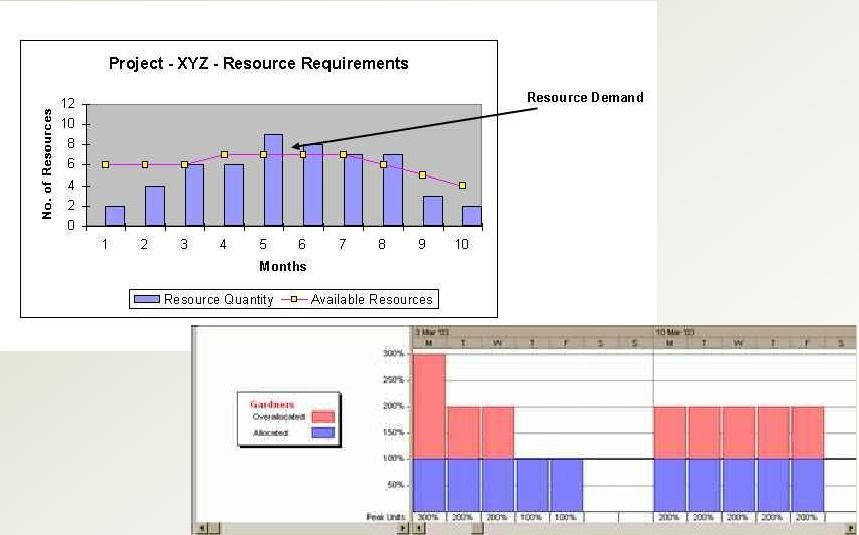 Project - XYZ - Resource Requirements
Resource Demand
No. of Resources
12
10
8
6
4
2
0
1 2 3 4 5 6 7 8 9 10
Months
Resource Quantity Available Resources
3 Mar '03 10 Mar '03
M T W T F S S M T W T F S
300%
250%
200%
150%
100%
50%
Gardners
Overallocated:
Allocated:
Peak Units: 300% 200% 200% 100% 100% 200% 200% 200% 200% 200%